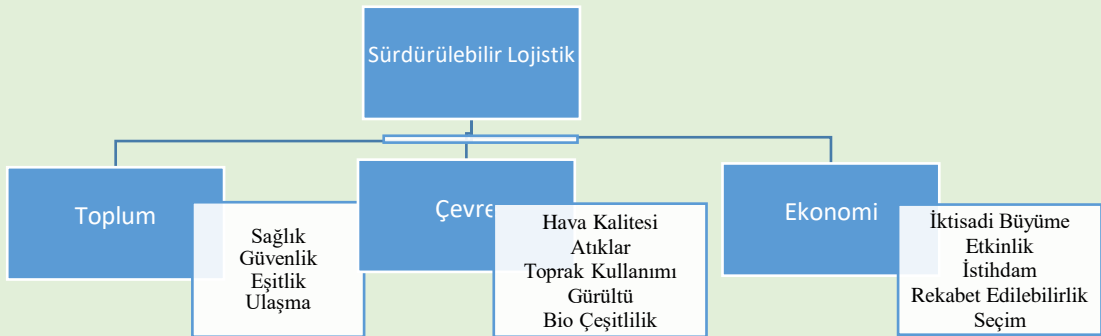 Sürdürülebilir Lojistik
Toplum
Sağlık
Güvenlik
Eşitlik
Ulaşma
Çevre
Hava Kalitesi
Atıklar
Toprak Kullanımı
Gürültü
Bio Çeşitlilik
Ekonomi
İktisadi Büyüme
Etkinlik
İstihdam
Rekabet Edilebilirlik
Seçim